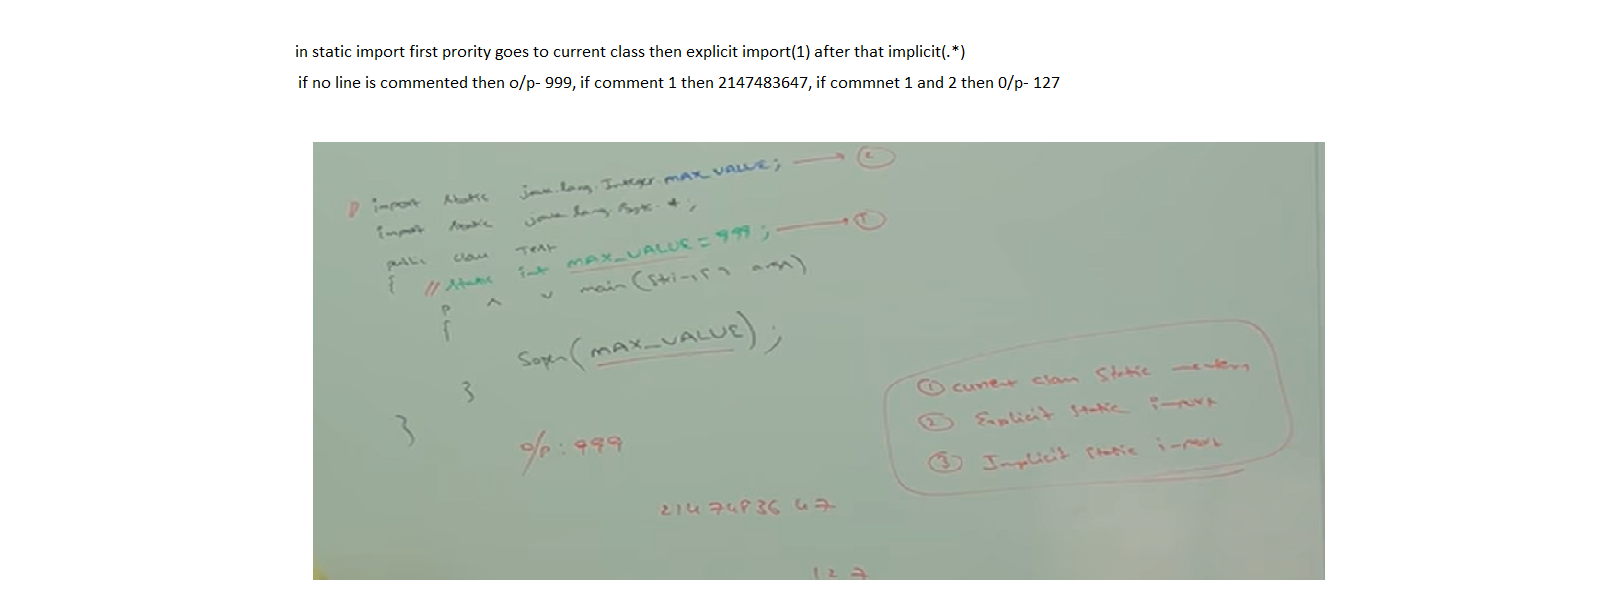 in static import first prority goes to current class then explicit import(1) after that implicit(.*)
if no line is commented then o/p- 999, if comment 1 then 2147483647, if commnet 1 and 2 then 0/p- 127
p import static java.lang.Integer.MAX_VALUE; → 2
import static java.lang.Byte.*;
public class Test
{ // static int MAX_VALUE = 999; → 1
p ^ v main(String[] args)
{
Sopln(MAX_VALUE);
}
}
o/p: 999
2147483647
127
1 current class static members
2 Explicit static import
3 Implicit static import